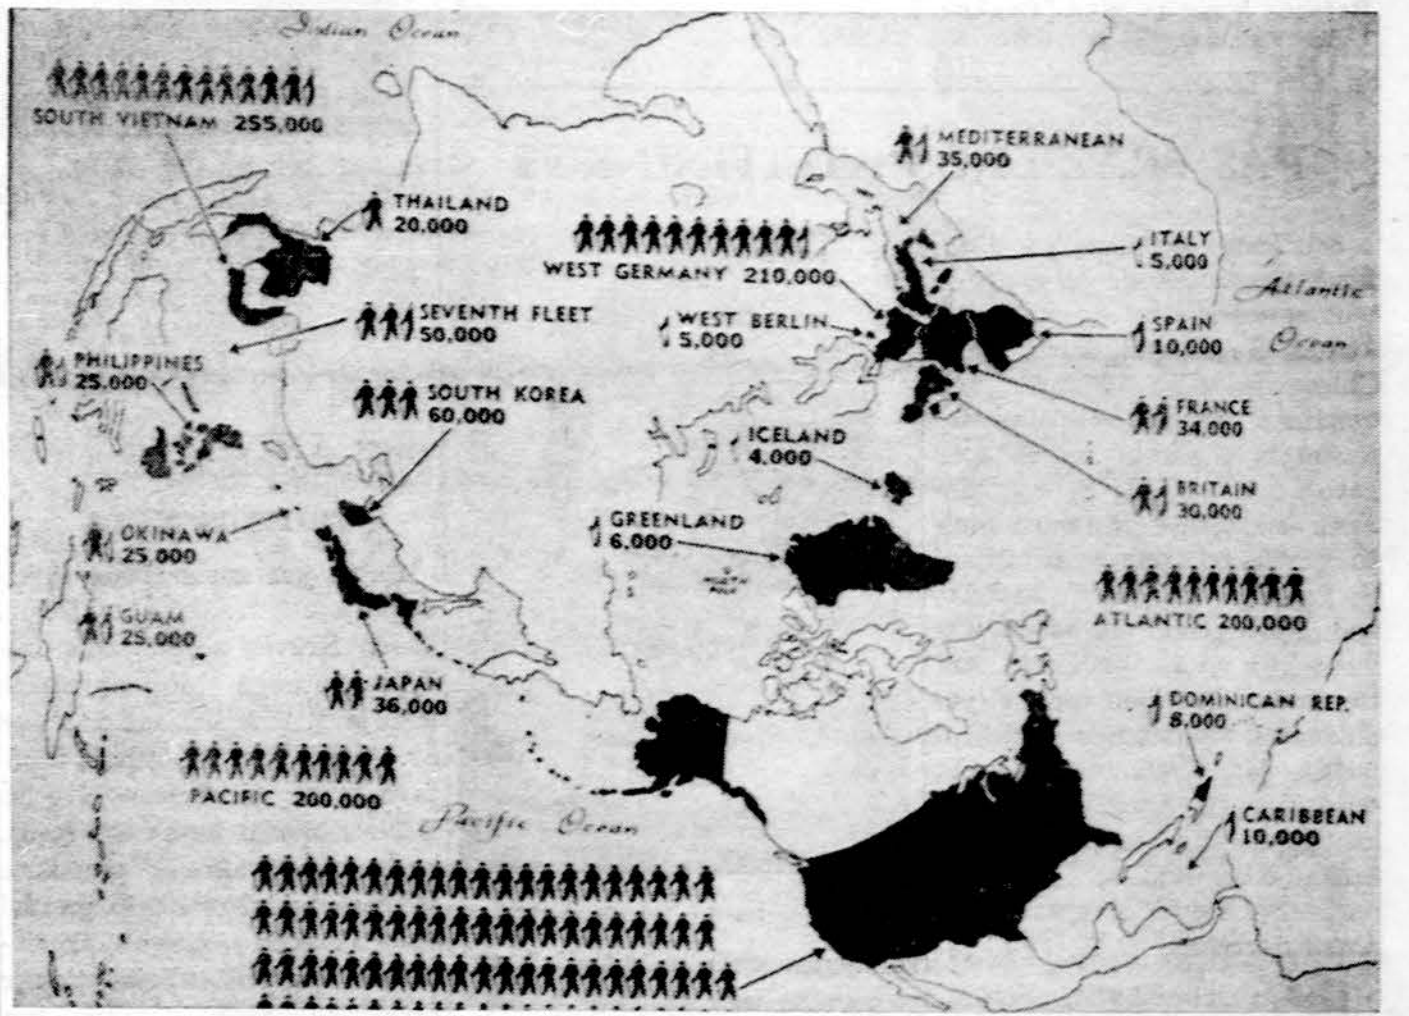 Indian Ocean
SOUTH VIETNAM 255,000
MEDITERRANEAN
35,000
THAILAND
20,000
WEST GERMANY 210,000
ITALY
5,000
Atlantic
Ocean
SEVENTH FLEET
50,000
WEST BERLIN
5,000
SPAIN
10,000
PHILIPPINES
25,000
SOUTH KOREA
60,000
FRANCE
34,000
ICELAND
4,000
BRITAIN
30,000
OKINAWA
25,000
GREENLAND
6,000
NORTH
POLE
GUAM
25,000
ATLANTIC 200,000
JAPAN
36,000
DOMINICAN REP.
8,000
PACIFIC 200,000
Pacific Ocean
CARIBBEAN
10,000